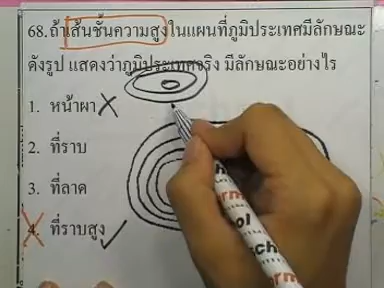 68.ถ้าเส้นชั้นความสูงในแผนที่ภูมิประเทศมีลักษณะ
ดังรูป แสดงว่าภูมิประเทศจริง มีลักษณะอย่างไร
1. หน้าผา
2. ที่ราบ
3. ที่ลาด
4. ที่ราบสูง